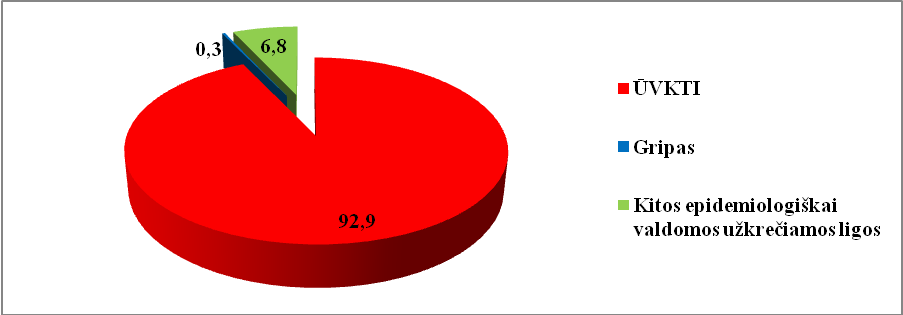 0,3
6,8
92,9
ŪVKTI
Gripas
Kitos epidemiologiškai
valdomos užkrečiamos ligos